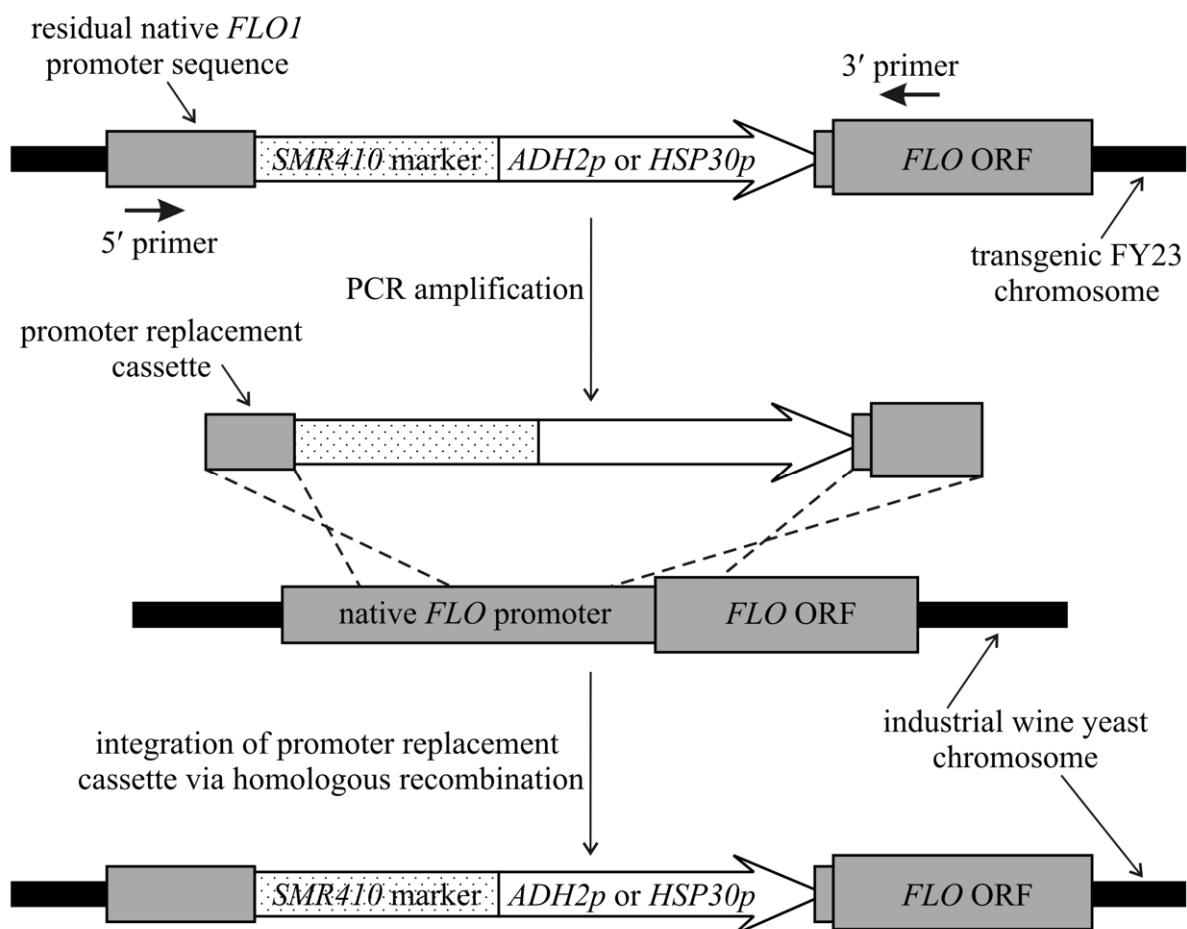 residual native FLO1
promoter sequence
3′ primer
SMR410 marker
ADH2p or HSP30p
FLO ORF
5′ primer
transgenic FY23
chromosome
PCR amplification
promoter replacement
cassette
native FLO promoter
FLO ORF
industrial wine yeast
chromosome
integration of promoter replacement
cassette via homologous recombination
SMR410 marker
ADH2p or HSP30p
FLO ORF